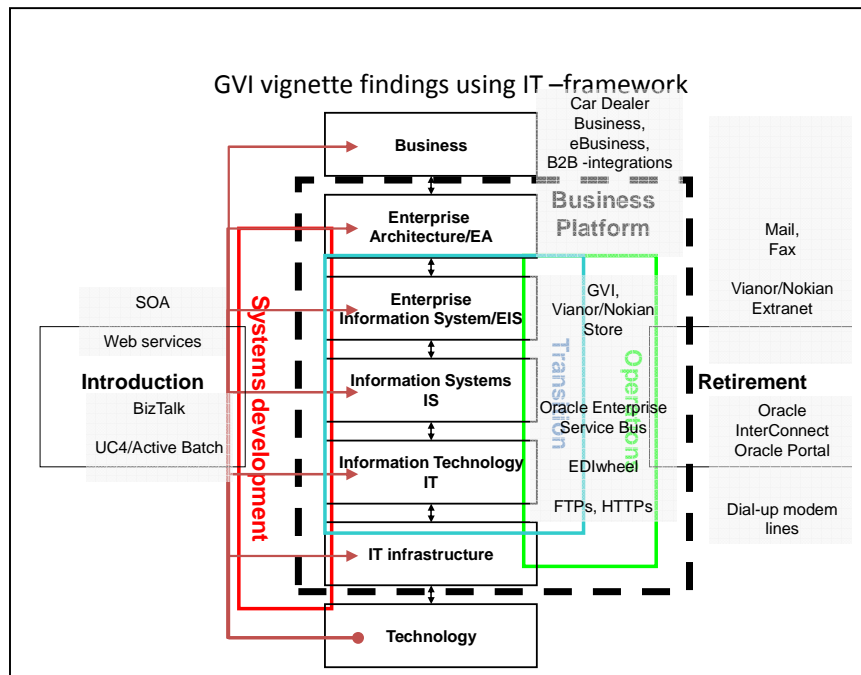 GVI vignette findings using IT –framework
Car Dealer
Business,
eBusiness,
B2B -integrations
Business
Business
Platform
Enterprise
Architecture/EA
Mail,
Fax
Vianor/Nokian
Extranet
SOA
Web services
Systems development
Enterprise
Information System/EIS
GVI,
Vianor/Nokian
Store
Transition
Operations
Introduction
BizTalk
UC4/Active Batch
Information Systems
IS
Oracle Enterprise
Service Bus
Retirement
Oracle
InterConnect
Oracle Portal
Information Technology
IT
EDIwheel
FTPs, HTTPs
Dial-up modem
lines
IT infrastructure
Technology